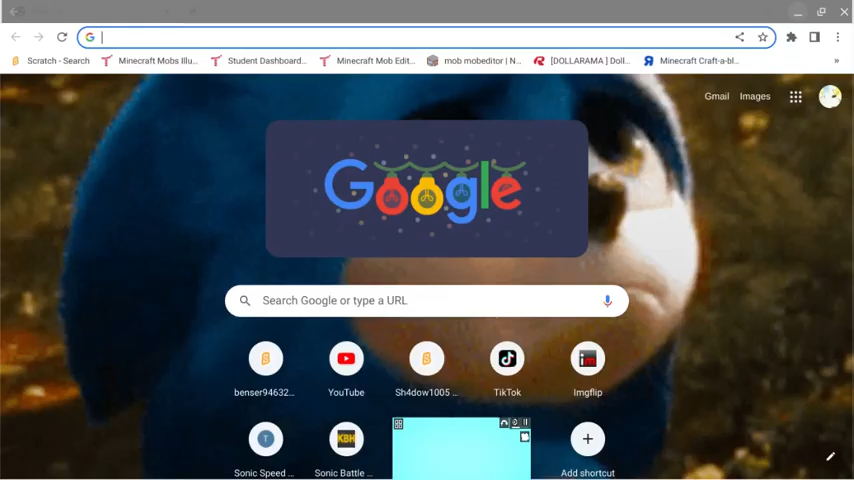 Scratch - Search
Minecraft Mobs Illu...
Student Dashboard...
Minecraft Mob Edit...
mob mobeditor | N...
[DOLLARAMA ] Doll...
Minecraft Craft-a-bl...
»
Gmail
Images
Google
Search Google or type a URL
benser94632...
YouTube
Sh4dow1005 ...
TikTok
Imgflip
T
KBH
Sonic Speed ...
Sonic Battle ...
Add shortcut